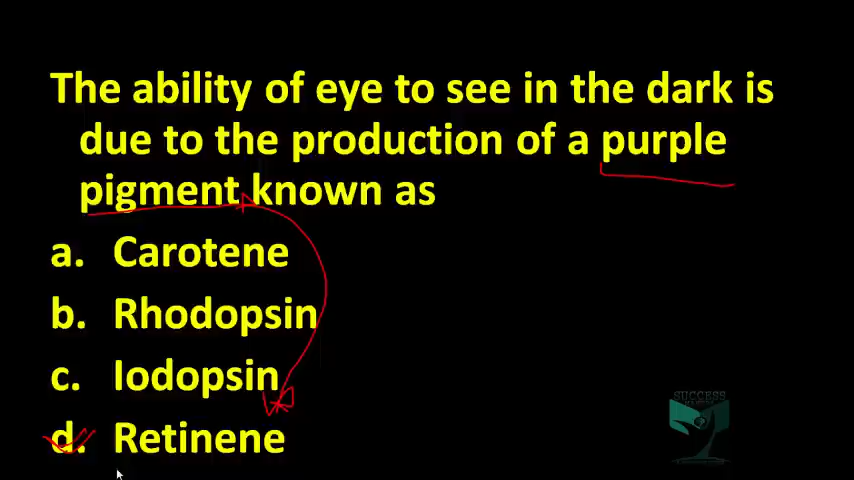 The ability of eye to see in the dark is
due to the production of a purple
pigment known as
a. Carotene
b. Rhodopsin
c. Iodopsin
d. Retinene
SUCCESS